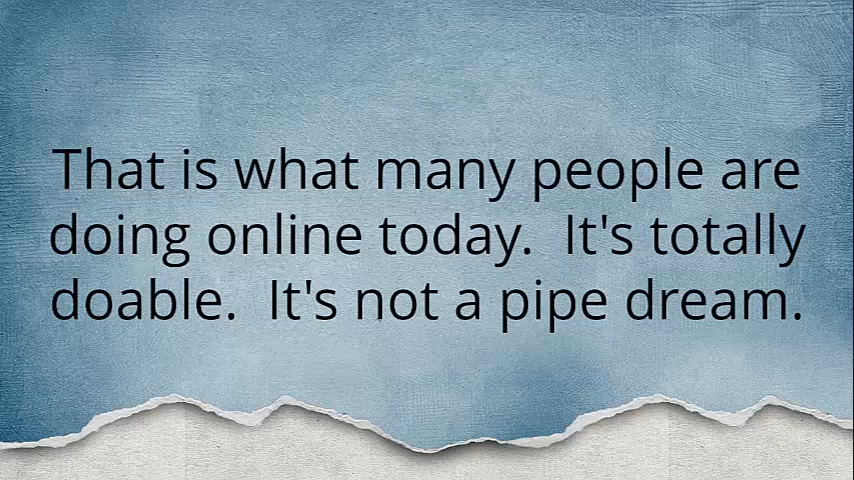 That is what many people are
doing online today.  It's totally
doable.  It's not a pipe dream.